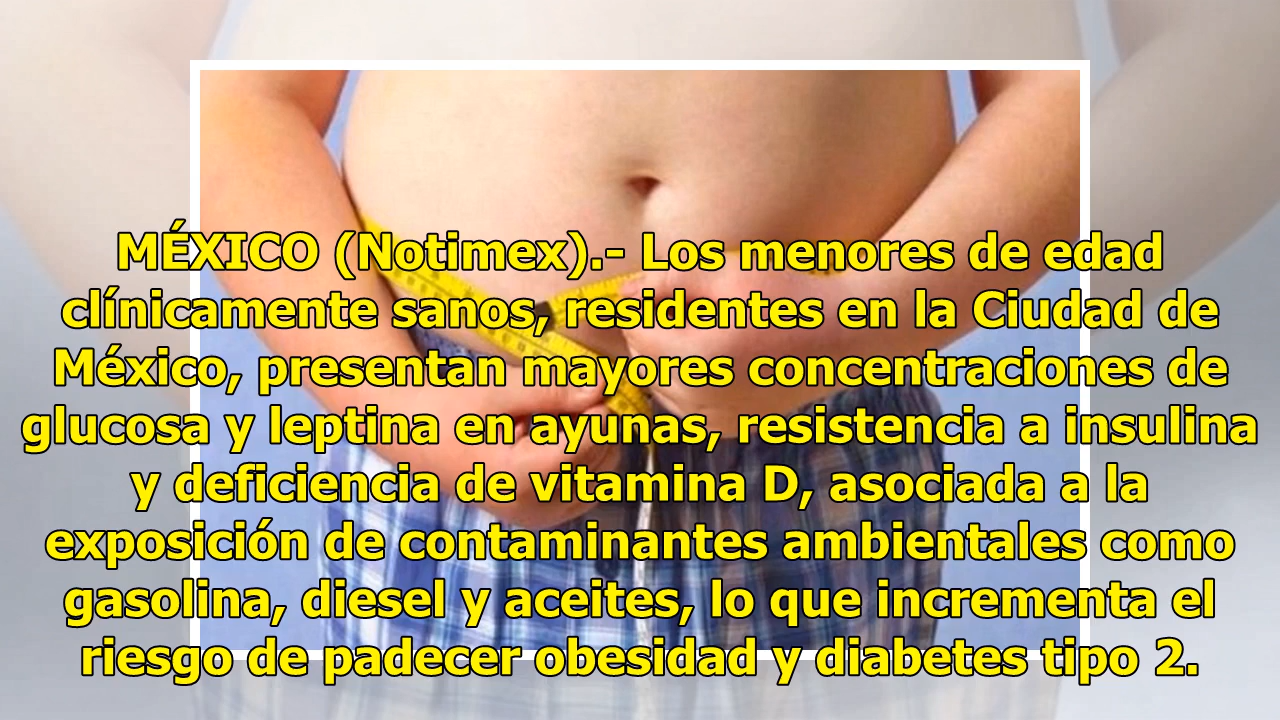 MÉXICO (Notimex).- Los menores de edad
clínicamente sanos, residentes en la Ciudad de
México, presentan mayores concentraciones de
glucosa y leptina en ayunas, resistencia a insulina
y deficiencia de vitamina D, asociada a la
exposición de contaminantes ambientales como
gasolina, diesel y aceites, lo que incrementa el
riesgo de padecer obesidad y diabetes tipo 2.